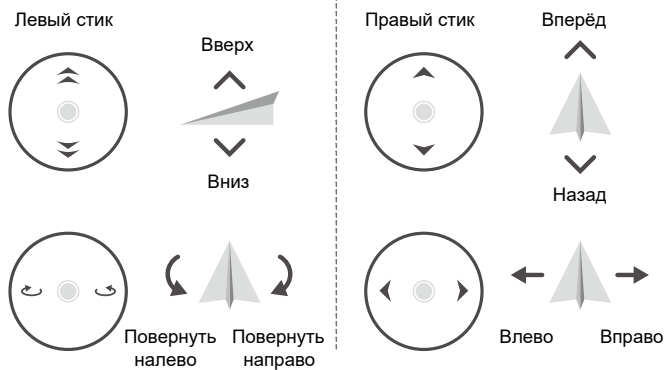 Левый стик
Вверх
Вниз
Повернуть
налево
Повернуть
направо
Правый стик
Вперёд
Назад
Влево
Вправо